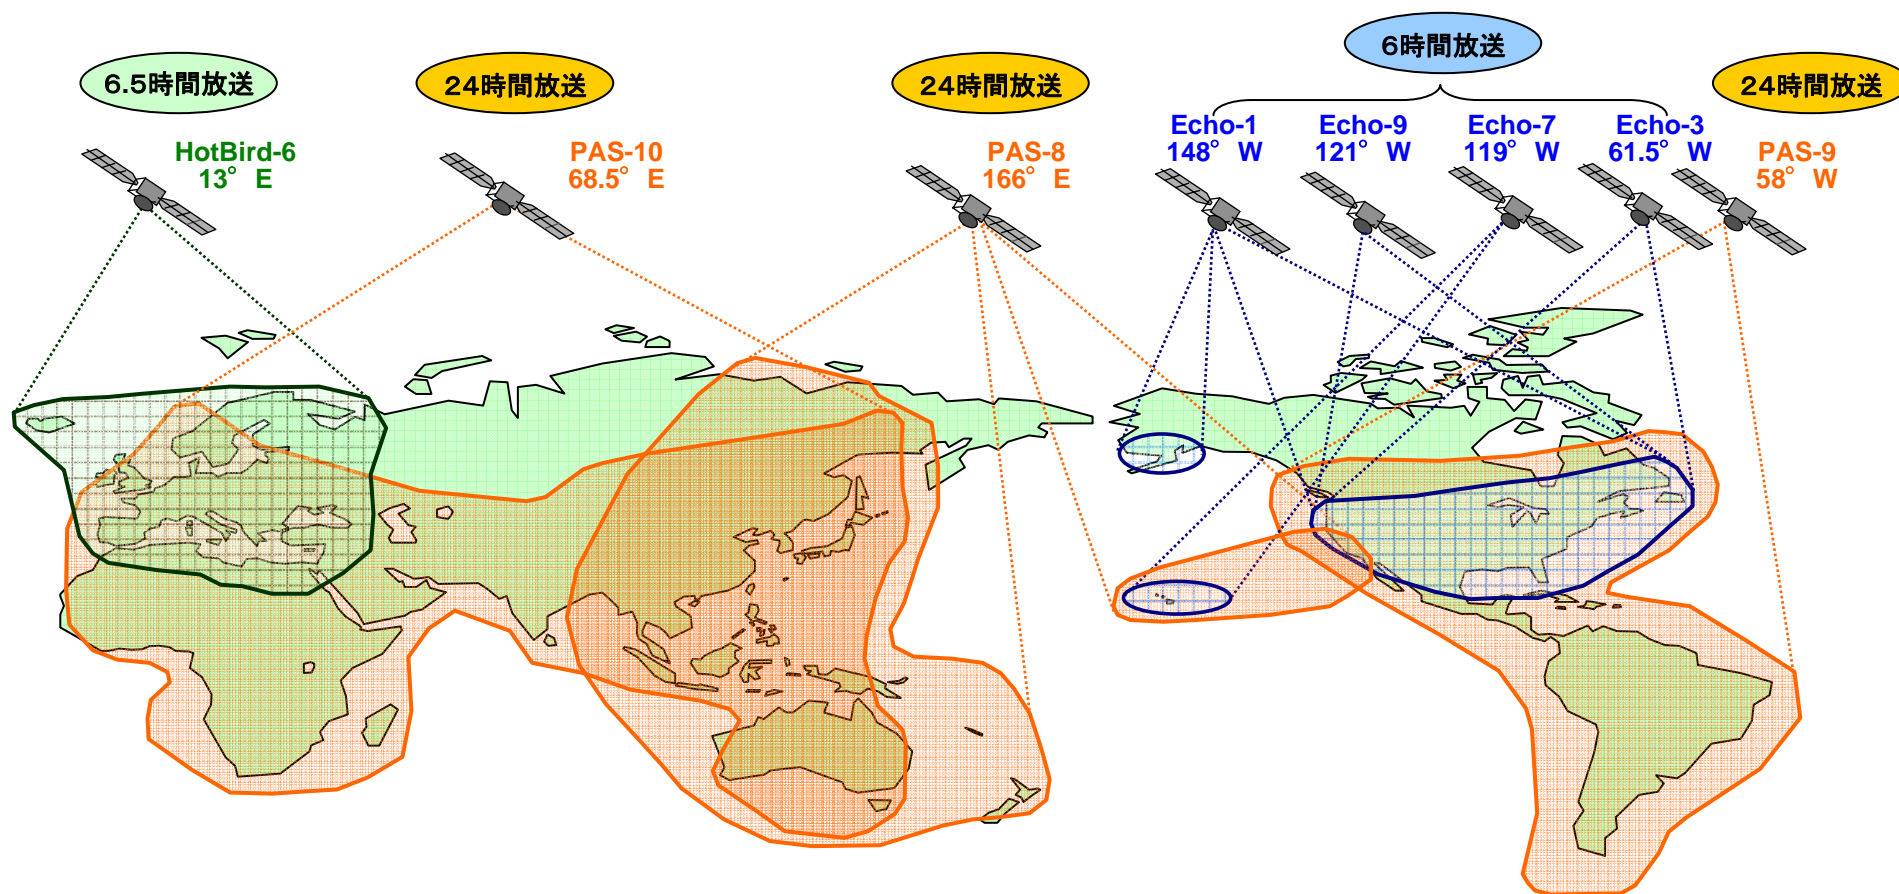 6時間放送
6.5時間放送
24時間放送
24時間放送
24時間放送
HotBird-6
13° E
PAS-10
68.5° E
PAS-8
166° E
Echo-1
148° W
Echo-9
121° W
Echo-7
119° W
Echo-3
61.5° W
PAS-9
58° W